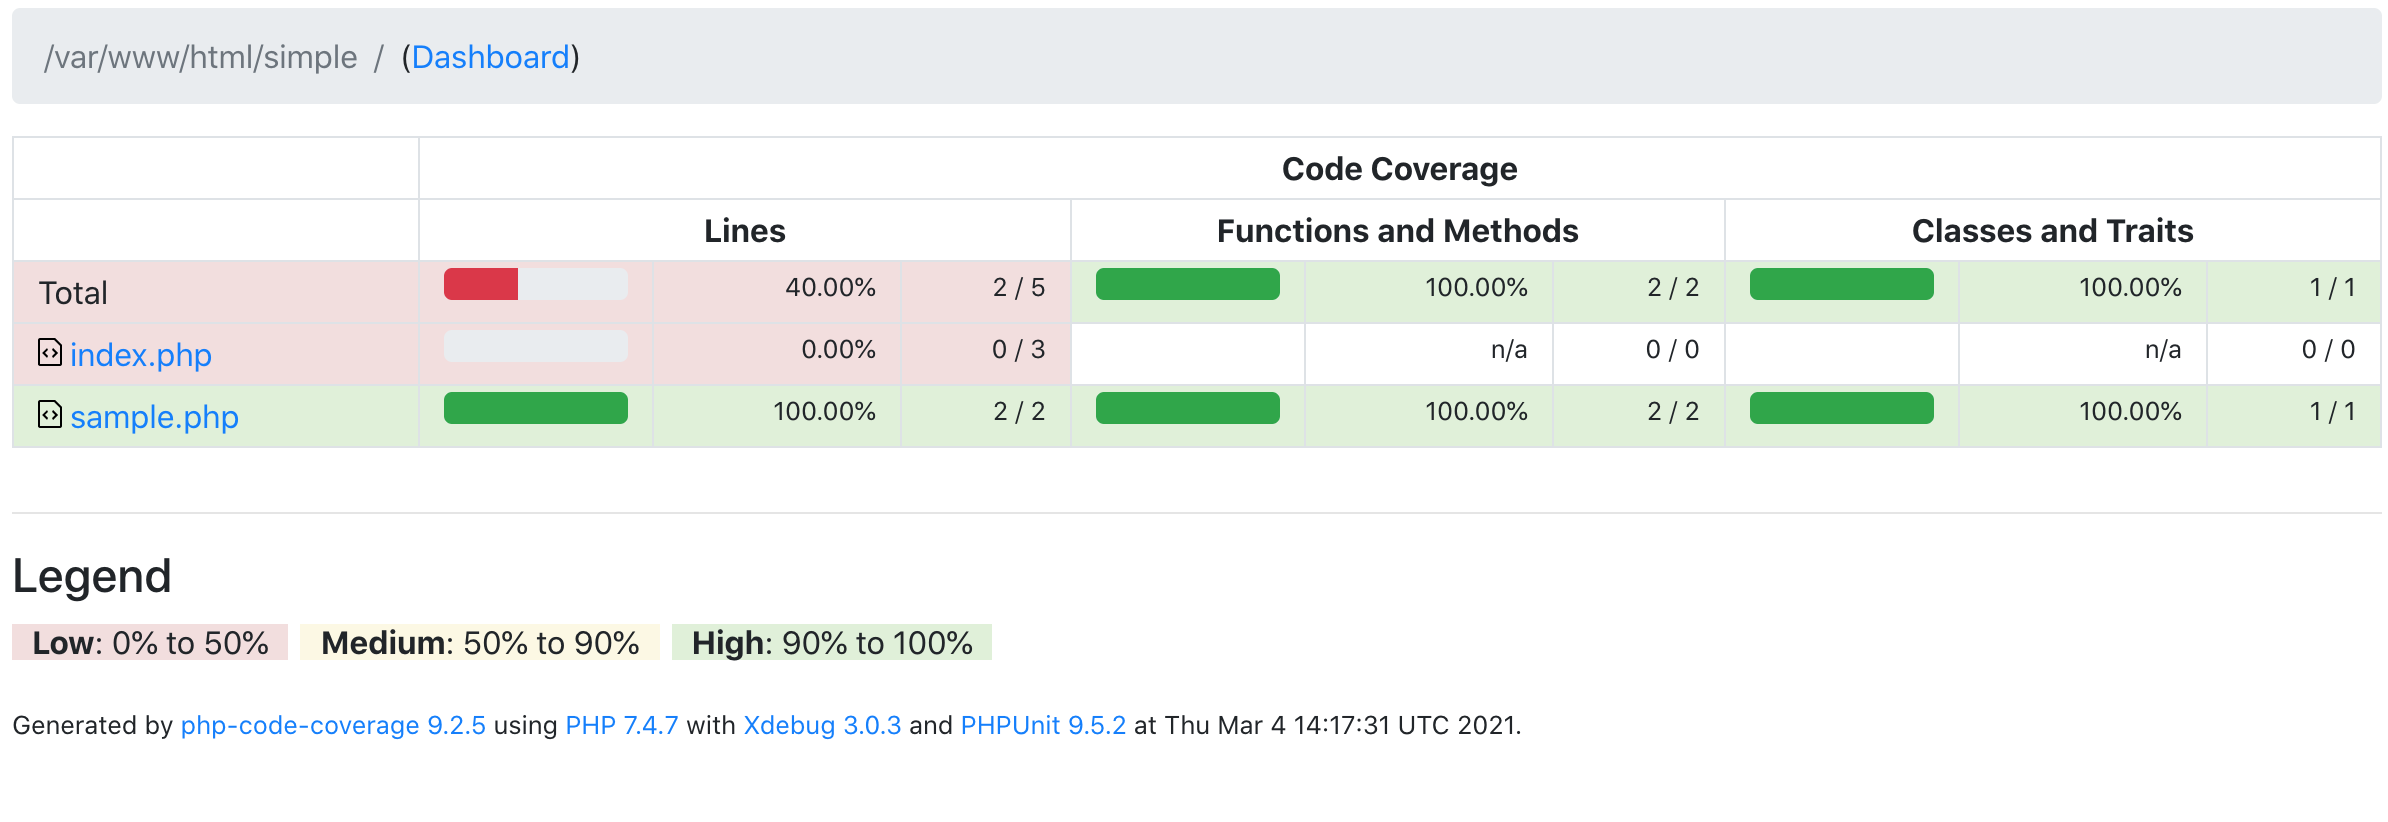 /var/www/html/simple / (Dashboard)
Code Coverage
Lines Functions and Methods Classes and Traits
Total 40.00% 2 / 5 100.00% 2 / 2 100.00% 1 / 1
index.php 0.00% 0 / 3 n/a 0 / 0 n/a 0 / 0
sample.php 100.00% 2 / 2 100.00% 2 / 2 100.00% 1 / 1
Legend
Low: 0% to 50% Medium: 50% to 90% High: 90% to 100%
Generated by php-code-coverage 9.2.5 using PHP 7.4.7 with Xdebug 3.0.3 and PHPUnit 9.5.2 at Thu Mar 4 14:17:31 UTC 2021.